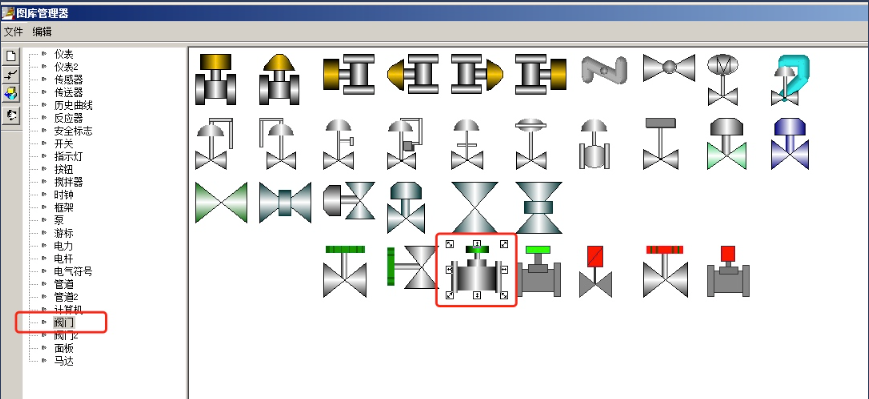 图库管理器
文件 编辑
仪表
仪表2
传感器
传送器
历史曲线
反应器
安全标志
开关
指示灯
按钮
搅拌器
时钟
框架
泵
游标
电力
电杆
电气符号
管道
管道2
计算机
阀门
阀门2
面板
马达